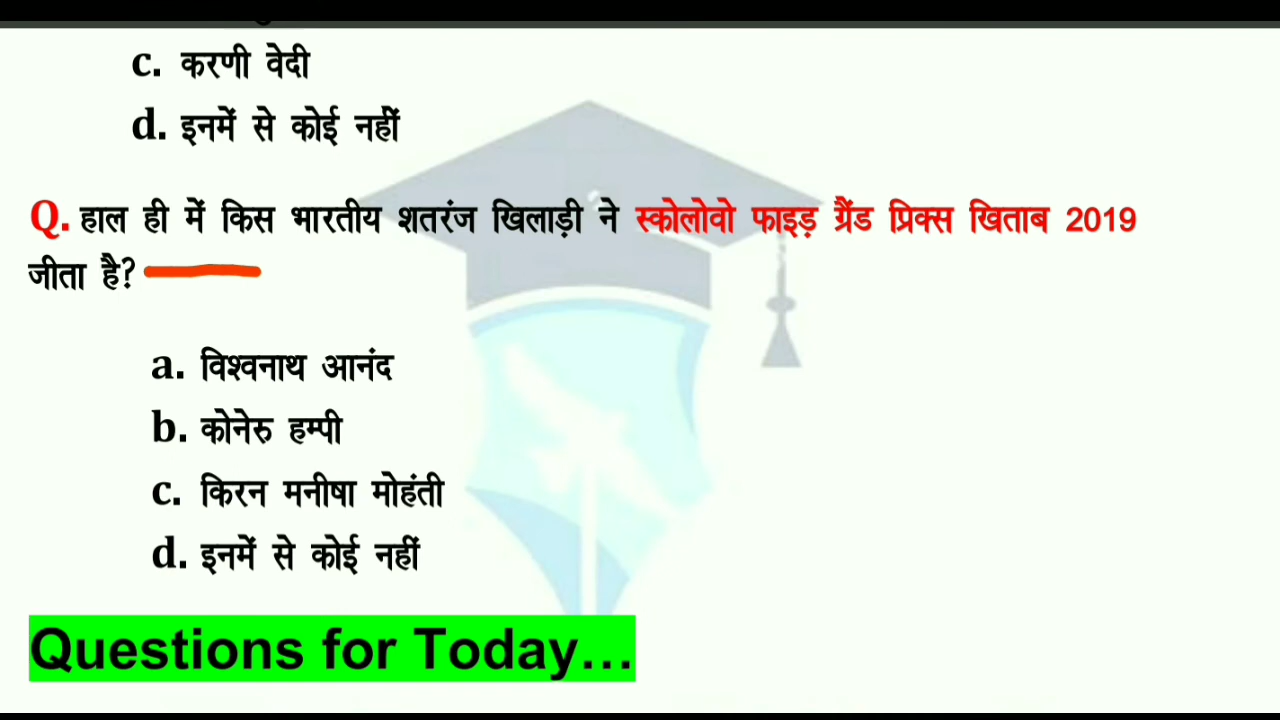 c. करणी वेदी
d. इनमें से कोई नहीं
Q. हाल ही में किस भारतीय शतरंज खिलाड़ी ने स्कोलोवो फाइड़ ग्रैंड प्रिक्स खिताब 2019
जीता है?
a. विश्वनाथ आनंद
b. कोनेरु हम्पी
c. किरन मनीषा मोहंती
d. इनमें से कोई नहीं
Questions for Today...